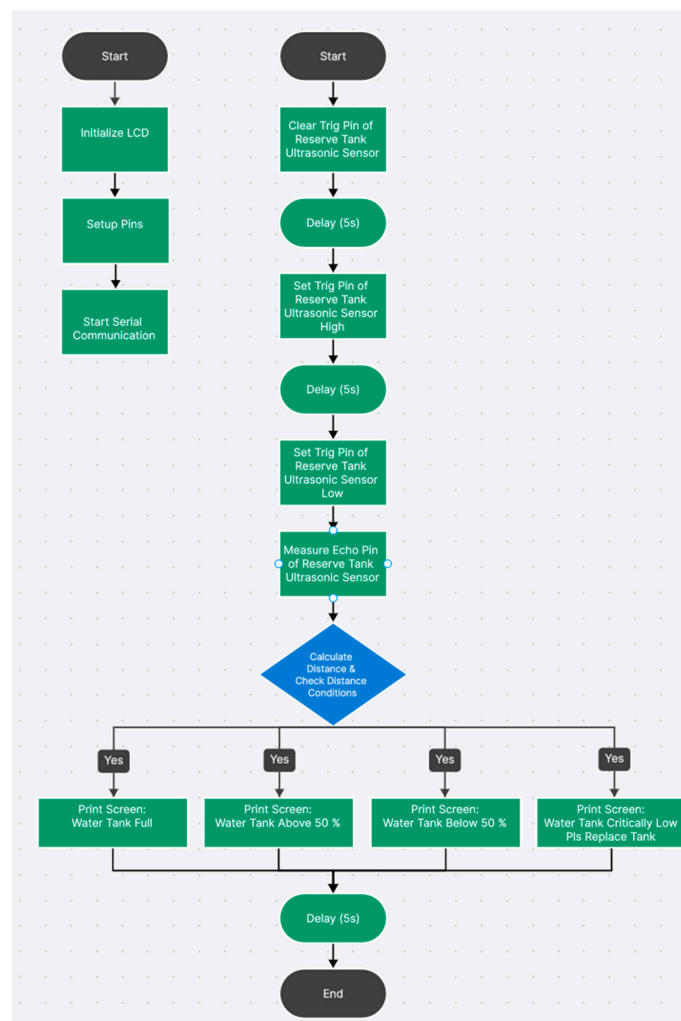 Start
Initialize LCD
Setup Pins
Start Serial
Communication
Start
Clear Trig Pin of
Reserve Tank
Ultrasonic Sensor
Delay (5s)
Set Trig Pin of
Reserve Tank
Ultrasonic Sensor
High
Delay (5s)
Set Trig Pin of
Reserve Tank
Ultrasonic Sensor
Low
Measure Echo Pin
of Reserve Tank
Ultrasonic Sensor
Calculate
Distance &
Check Distance
Conditions
Yes
Yes
Yes
Yes
Print Screen:
Water Tank Full
Print Screen:
Water Tank Above 50 %
Print Screen:
Water Tank Below 50 %
Print Screen:
Water Tank Critically Low
Pls Replace Tank
Delay (5s)
End